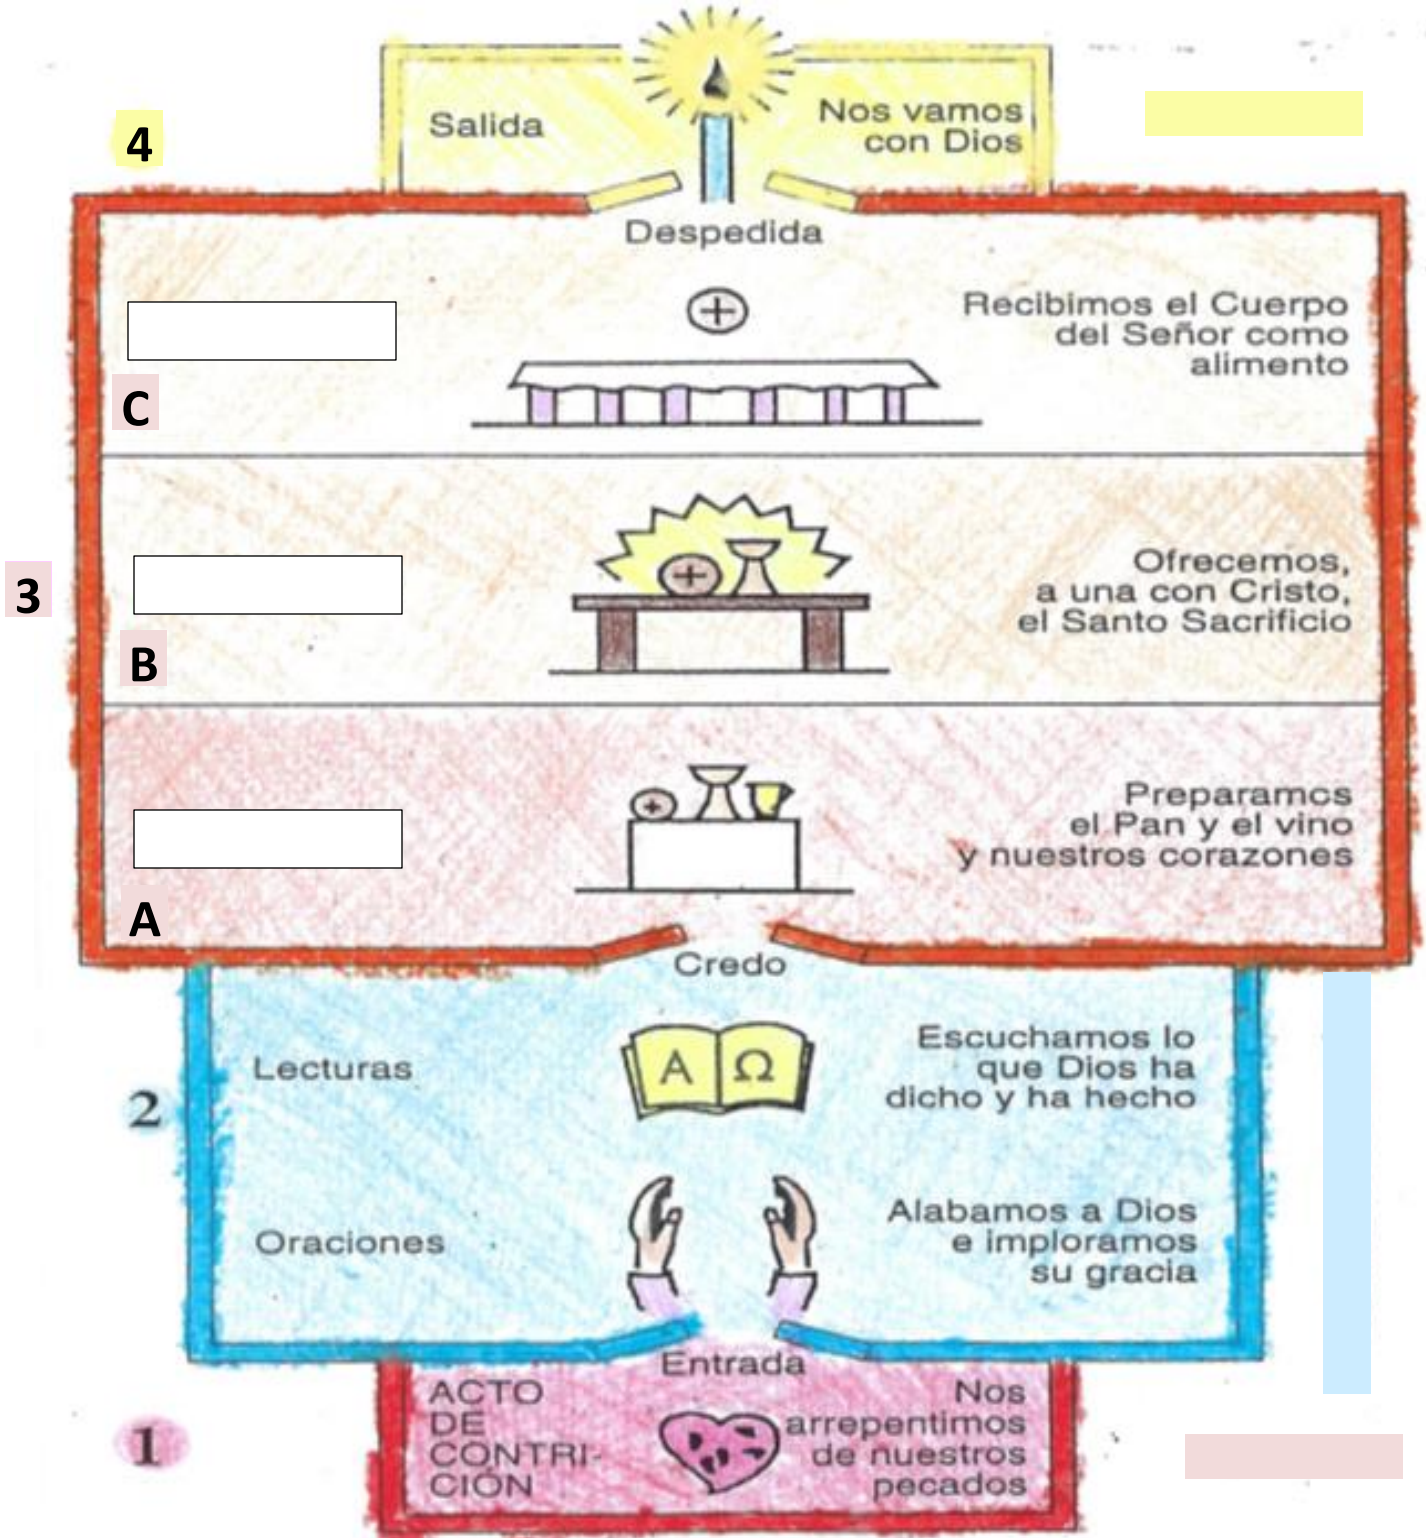 4
Salida
Nos vamos
con Dios
Despedida
Recibimos el Cuerpo
del Señor como
alimento
C
3
Ofrecemos,
a una con Cristo,
el Santo Sacrificio
B
Preparamos
el Pan y el vino
y nuestros corazones
A
Credo
2
Lecturas
Α Ω
Escuchamos lo
que Dios ha
dicho y ha hecho
Oraciones
Alabamos a Dios
e imploramos
su gracia
Entrada
1
ACTO
DE
CONTRI-
CIÓN
Nos
arrepentimos
de nuestros
pecados